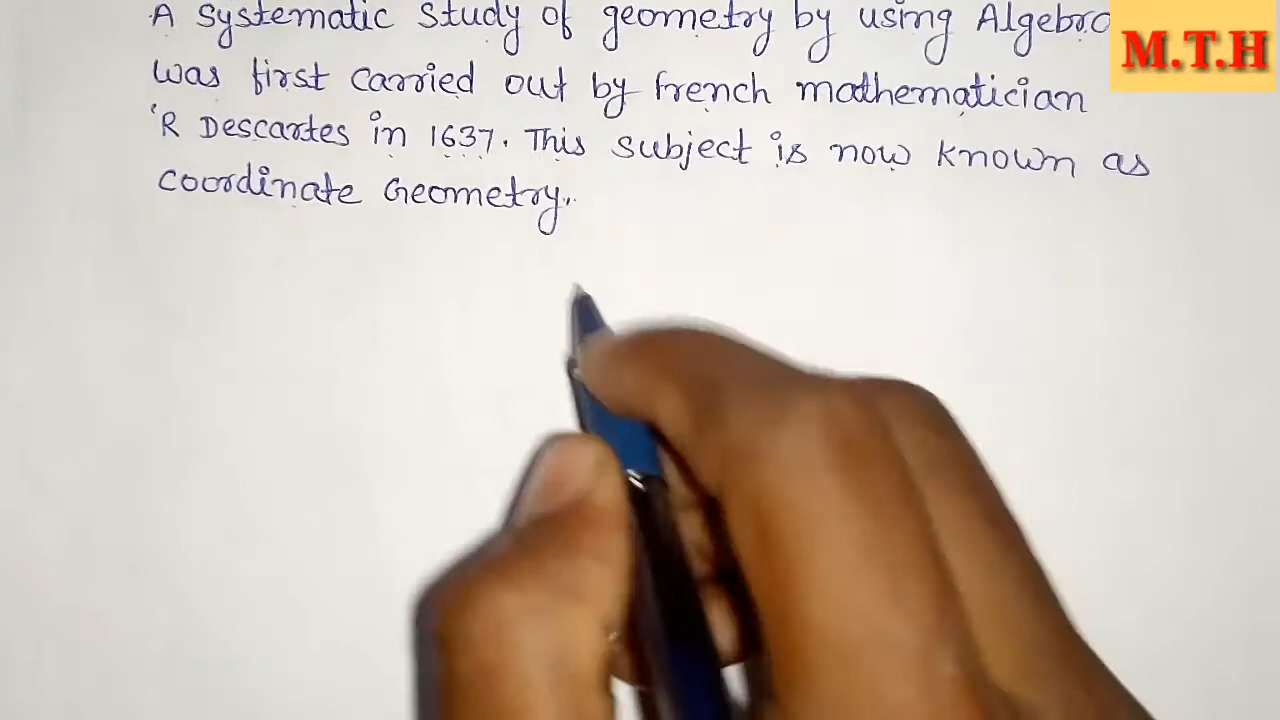 A systematic study of geometry by using Algebra
M.T.H
was first carried out by french mathematician
'R Descartes in 1637. This subject is now known as
coordinate Geometry.